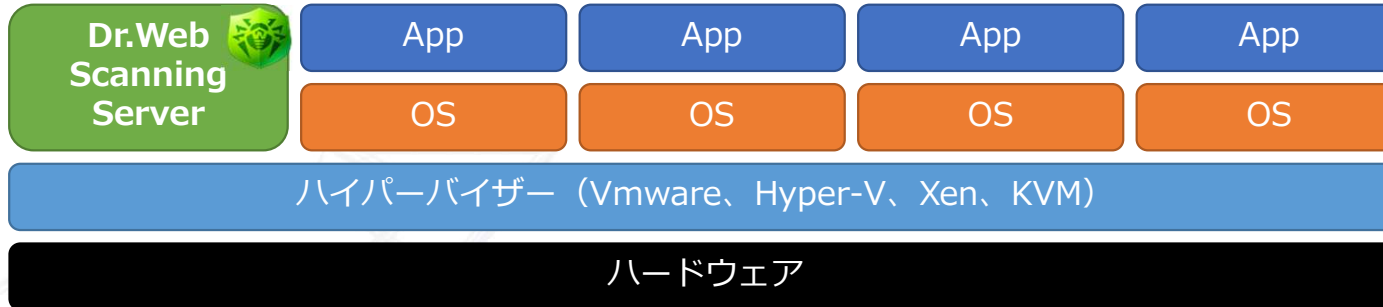 Dr.Web
Scanning
Server
App
App
App
App
OS
OS
OS
OS
ハイパーバイザー（Vmware、Hyper-V、Xen、KVM）
ハードウェア